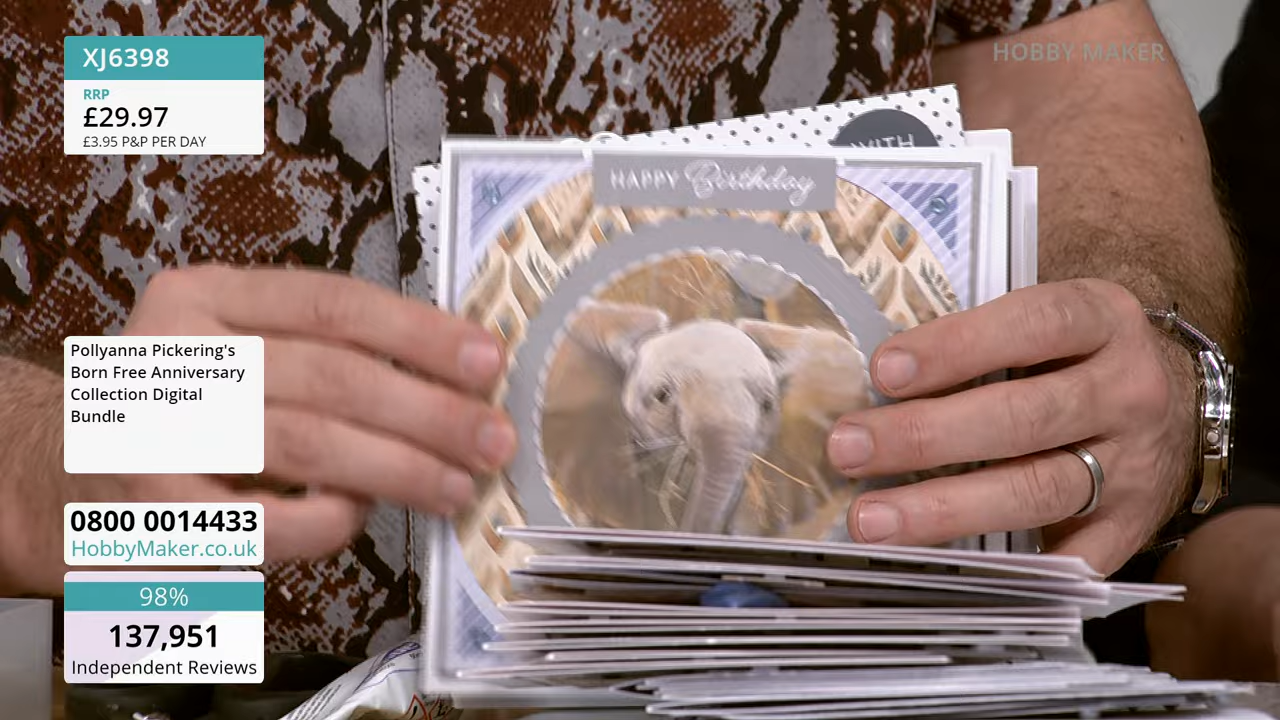 XJ6398
RRP
£29.97
£3.95 P&P PER DAY
HOBBY MAKER
WITH
HAPPY Birthday
Pollyanna Pickering's
Born Free Anniversary
Collection Digital
Bundle
0800 0014433
HobbyMaker.co.uk
98%
137,951
Independent Reviews